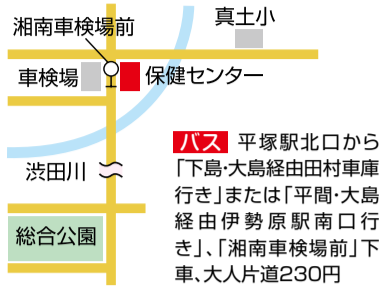 湘南車検場前
真土小
車検場
保健センター
渋田川
総合公園
バス 平塚駅北口から
「下島・大島経由田村車庫
行き」または「平間・大島
経由伊勢原駅南口行
き」、「湘南車検場前」下
車、大人片道230円